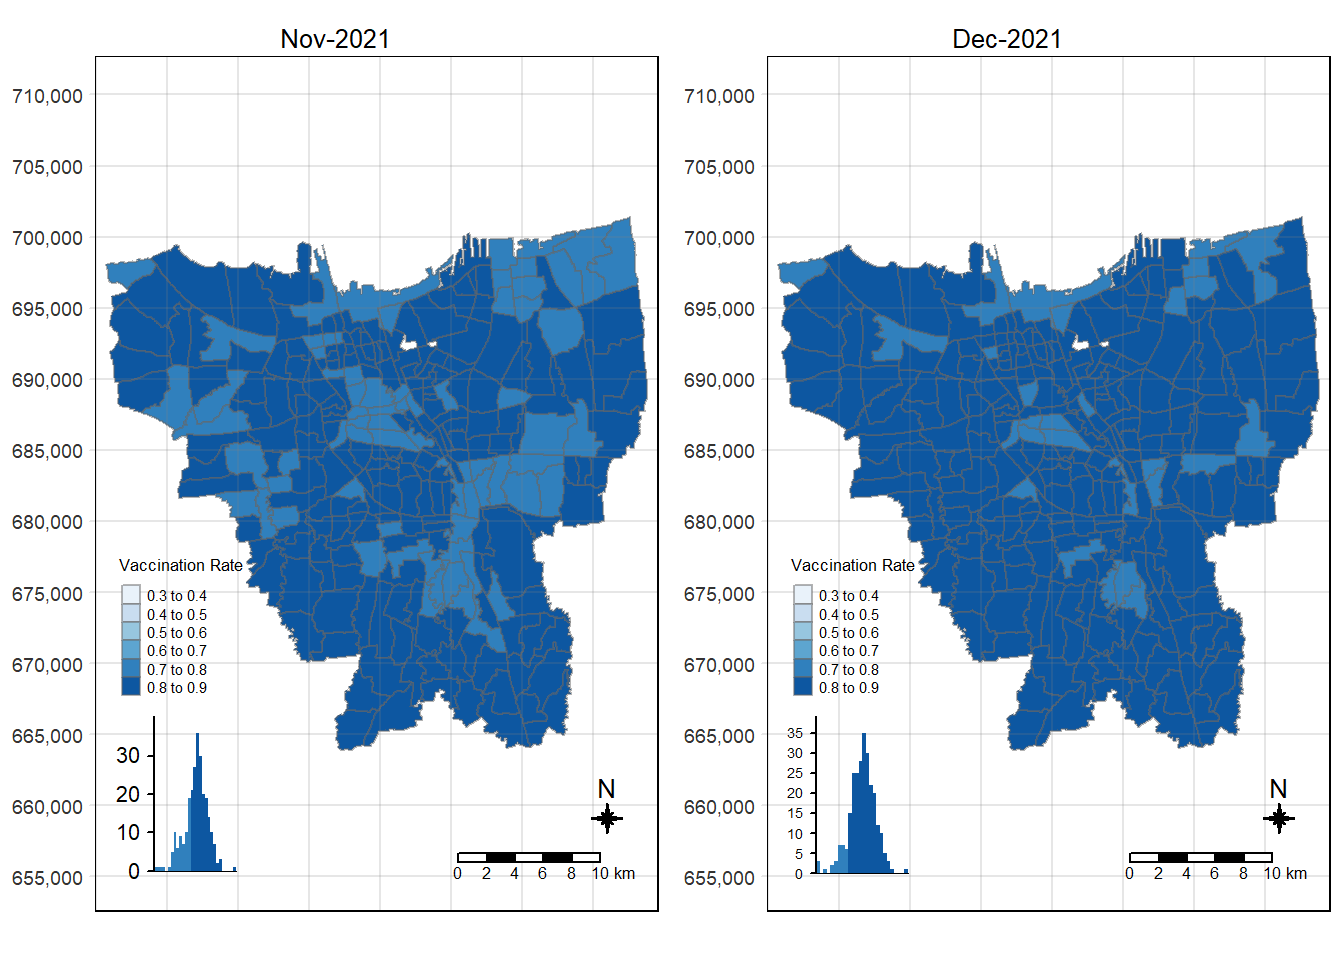 Nov-2021
710,000
705,000
700,000
695,000
690,000
685,000
680,000
675,000
670,000
665,000
660,000
655,000
Vaccination Rate
0.3 to 0.4
0.4 to 0.5
0.5 to 0.6
0.6 to 0.7
0.7 to 0.8
0.8 to 0.9
30
20
10
0
N
0 2 4 6 8 10 km
Dec-2021
710,000
705,000
700,000
695,000
690,000
685,000
680,000
675,000
670,000
665,000
660,000
655,000
Vaccination Rate
0.3 to 0.4
0.4 to 0.5
0.5 to 0.6
0.6 to 0.7
0.7 to 0.8
0.8 to 0.9
35
30
25
20
15
10
5
0
N
0 2 4 6 8 10 km